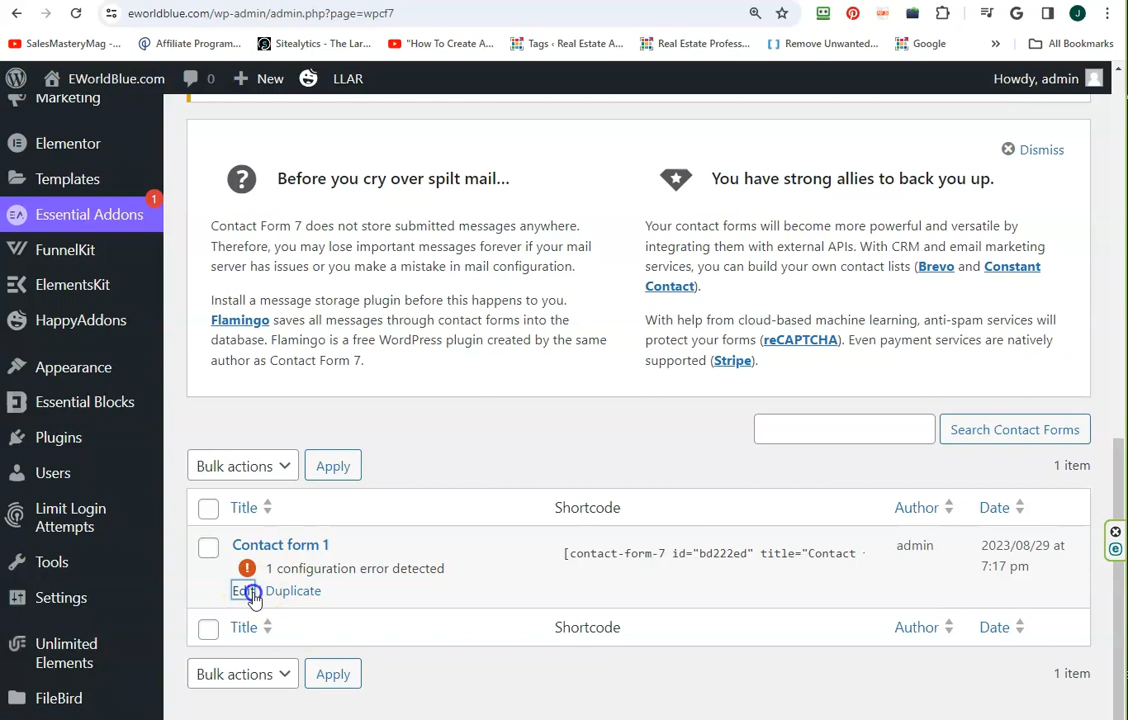 eworldblue.com/wp-admin/admin.php?page=wpcf7
SalesMasteryMag -...
Affiliate Program...
Sitealytics - The Lar...
"How To Create A...
Tags ‹ Real Estate A...
Real Estate Profess...
Remove Unwanted...
Google
»
All Bookmarks
EWorldBlue.com
0
New
LLAR
Howdy, admin
Marketing
Elementor
Templates
Essential Addons
1
FunnelKit
ElementsKit
HappyAddons
Appearance
Essential Blocks
Plugins
Users
Limit Login
Attempts
Tools
Settings
Unlimited
Elements
FileBird
Dismiss
Before you cry over spilt mail...
Contact Form 7 does not store submitted messages anywhere.
Therefore, you may lose important messages forever if your mail
server has issues or you make a mistake in mail configuration.
Install a message storage plugin before this happens to you.
Flamingo saves all messages through contact forms into the
database. Flamingo is a free WordPress plugin created by the same
author as Contact Form 7.
You have strong allies to back you up.
Your contact forms will become more powerful and versatile by
integrating them with external APIs. With CRM and email marketing
services, you can build your own contact lists (Brevo and Constant
Contact).
With help from cloud-based machine learning, anti-spam services will
protect your forms (reCAPTCHA). Even payment services are natively
supported (Stripe).
Search Contact Forms
Bulk actions
Apply
1 item
Title
Shortcode
Author
Date
Contact form 1
1 configuration error detected
Edit
Duplicate
[contact-form-7 id="bd222ed" title="Contact
admin
2023/08/29 at
7:17 pm
Title
Shortcode
Author
Date
Bulk actions
Apply
1 item